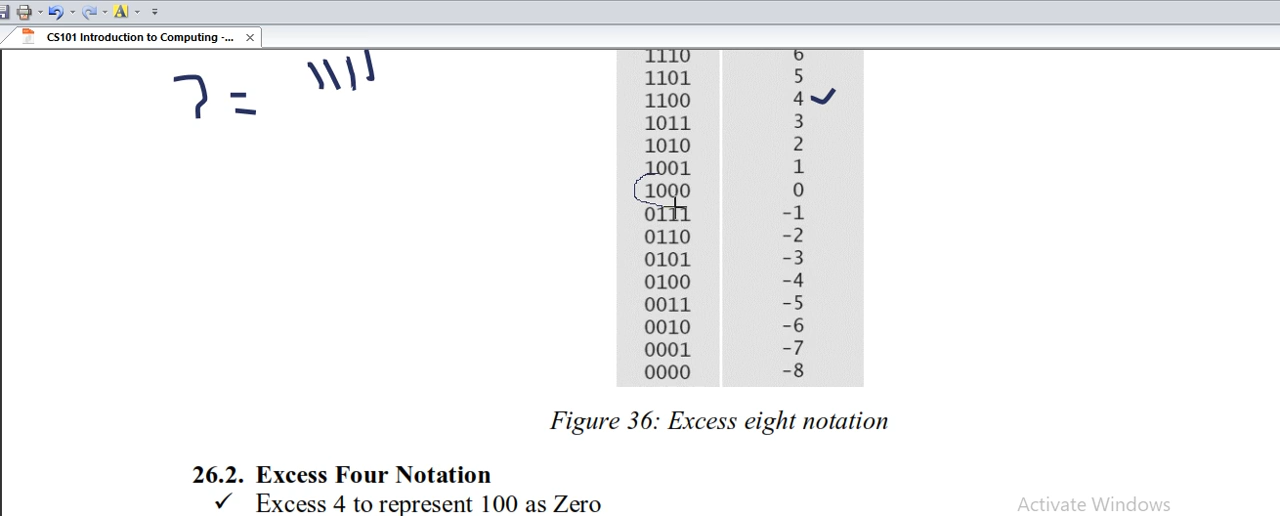 CS101 Introduction to Computing -...
7 = 1111
1110 6
1101 5
1100 4 ✓
1011 3
1010 2
1001 1
1000 0
0111 -1
0110 -2
0101 -3
0100 -4
0011 -5
0010 -6
0001 -7
0000 -8
Figure 36: Excess eight notation
26.2. Excess Four Notation
✓ Excess 4 to represent 100 as Zero
Activate Windows